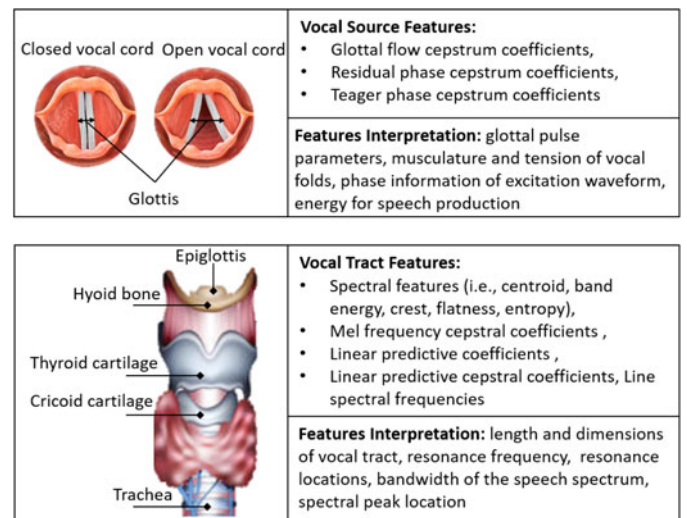 Closed vocal cord Open vocal cord
Glottis
Vocal Source Features:
• Glottal flow cepstrum coefficients,
• Residual phase cepstrum coefficients,
• Teager phase cepstrum coefficients
Features Interpretation: glottal pulse
parameters, musculature and tension of vocal
folds, phase information of excitation waveform,
energy for speech production
Epiglottis
Hyoid bone
Thyroid cartilage
Cricoid cartilage
Trachea
Vocal Tract Features:
• Spectral features (i.e., centroid, band
energy, crest, flatness, entropy),
• Mel frequency cepstral coefficients ,
• Linear predictive coefficients ,
• Linear predictive cepstral coefficients, Line
spectral frequencies
Features Interpretation: length and dimensions
of vocal tract, resonance frequency, resonance
locations, bandwidth of the speech spectrum,
spectral peak location